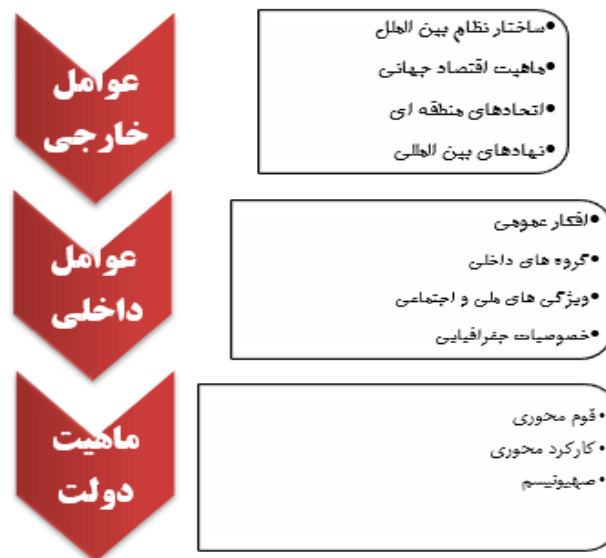 عوامل
خارجی
•ساختار نظام بین الملل
•ماهیت اقتصاد جهانی
•اتحادهای منطقه ای
•نهادهای بین المللی
عوامل
داخلی
•افکار عمومی
•گروه های داخلی
•ویژگی های ملی و اجتماعی
•خصوصیات جغرافیایی
ماهیت
دولت
• قوم محوری
• کارکرد محوری
• صهیونیسم